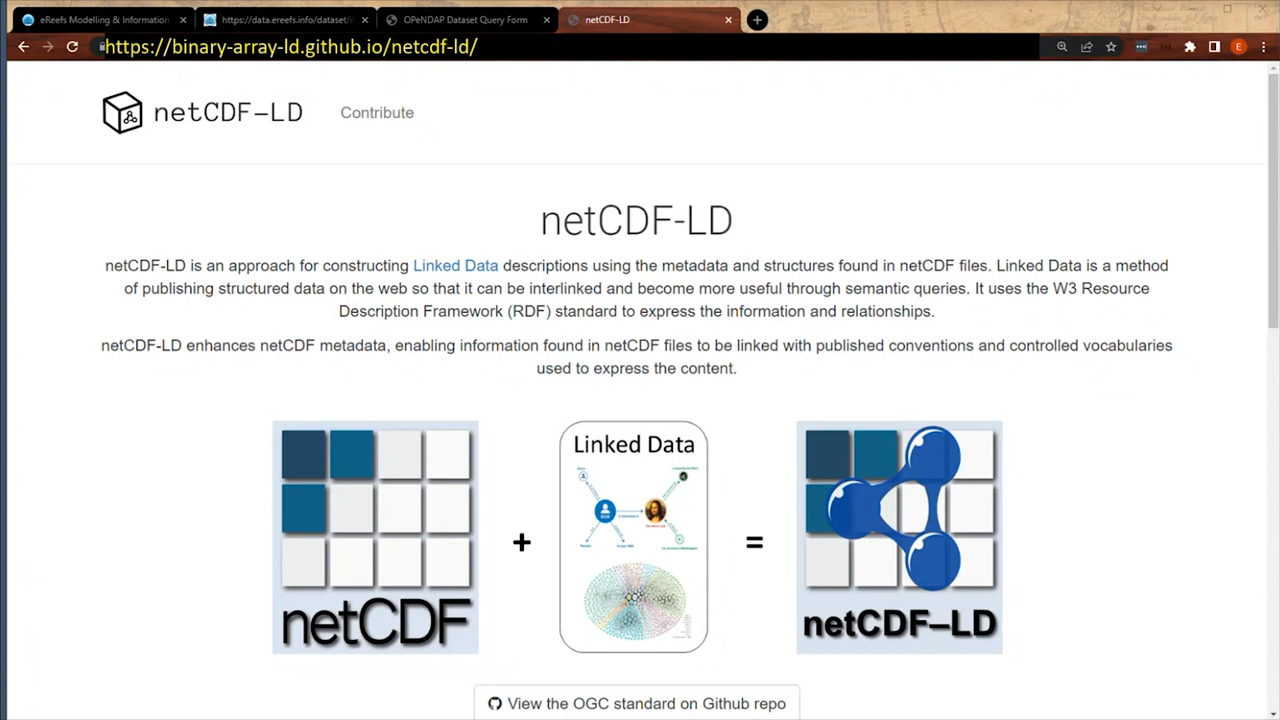 eReefs Modelling & Information
https://data.ereefs.info/dataset/
OPeNDAP Dataset Query Form
netCDF-LD
https://binary-array-ld.github.io/netcdf-ld/
E
netCDF-LD
Contribute
netCDF-LD
netCDF-LD is an approach for constructing Linked Data descriptions using the metadata and structures found in netCDF files. Linked Data is a method
of publishing structured data on the web so that it can be interlinked and become more useful through semantic queries. It uses the W3 Resource
Description Framework (RDF) standard to express the information and relationships.
netCDF-LD enhances netCDF metadata, enabling information found in netCDF files to be linked with published conventions and controlled vocabularies
used to express the content.
Linked Data
+
=
netCDF
netCDF–LD
View the OGC standard on Github repo